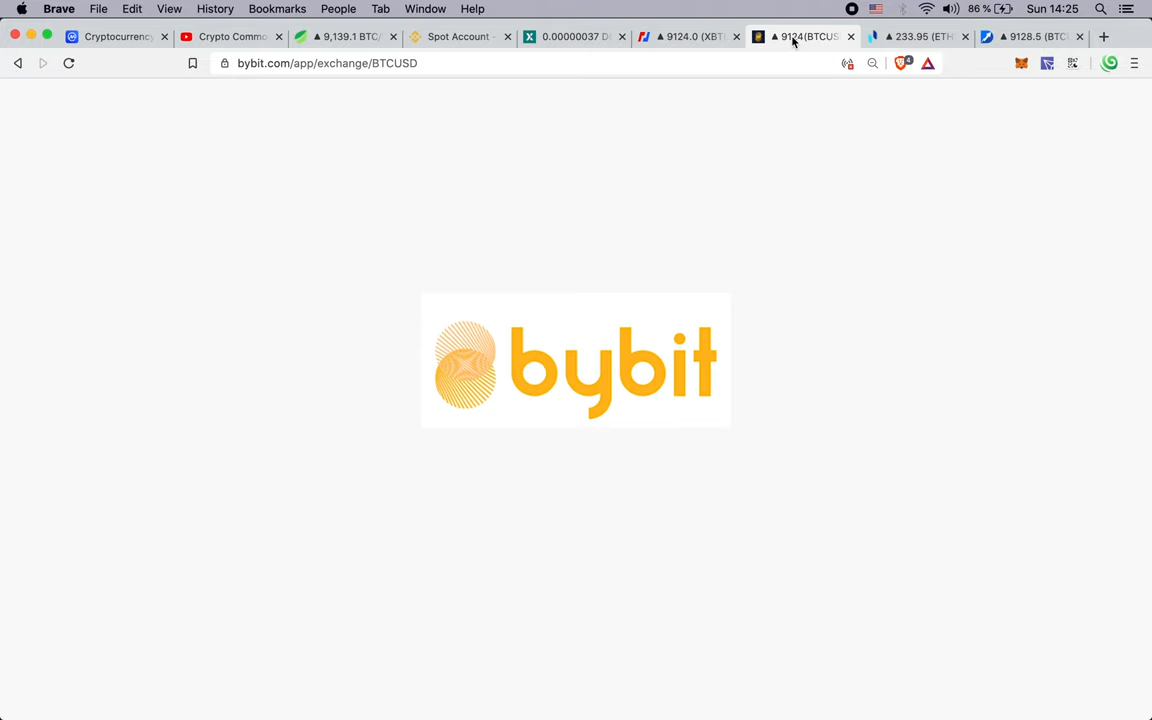 Brave File Edit View History Bookmarks People Tab Window Help 86 % Sun 14:25
Cryptocurrency Crypto Commo ▲ 9,139.1 BTC/ Spot Account - 0.00000037 D ▲ 9124.0 (XBT ▲ 9124(BTCUS ▲ 233.95 (ETH ▲ 9128.5 (BTC
bybit.com/app/exchange/BTCUSD 4
bybit